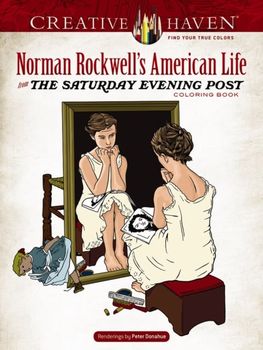 CREATIVE HAVEN®
FIND YOUR TRUE COLORS
Norman Rockwell's American Life
from THE SATURDAY EVENING POST
COLORING BOOK
Renderings by Peter Donahue